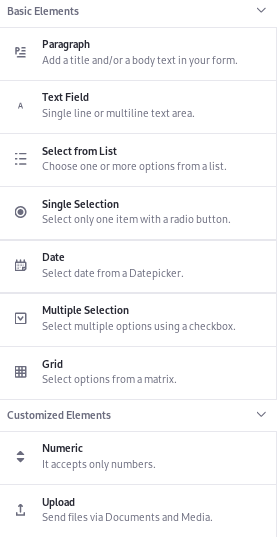 Basic Elements
Paragraph
Add a title and/or a body text in your form.
A
Text Field
Single line or multiline text area.
Select from List
Choose one or more options from a list.
Single Selection
Select only one item with a radio button.
Date
Select date from a Datepicker.
Multiple Selection
Select multiple options using a checkbox.
Grid
Select options from a matrix.
Customized Elements
Numeric
It accepts only numbers.
Upload
Send files via Documents and Media.